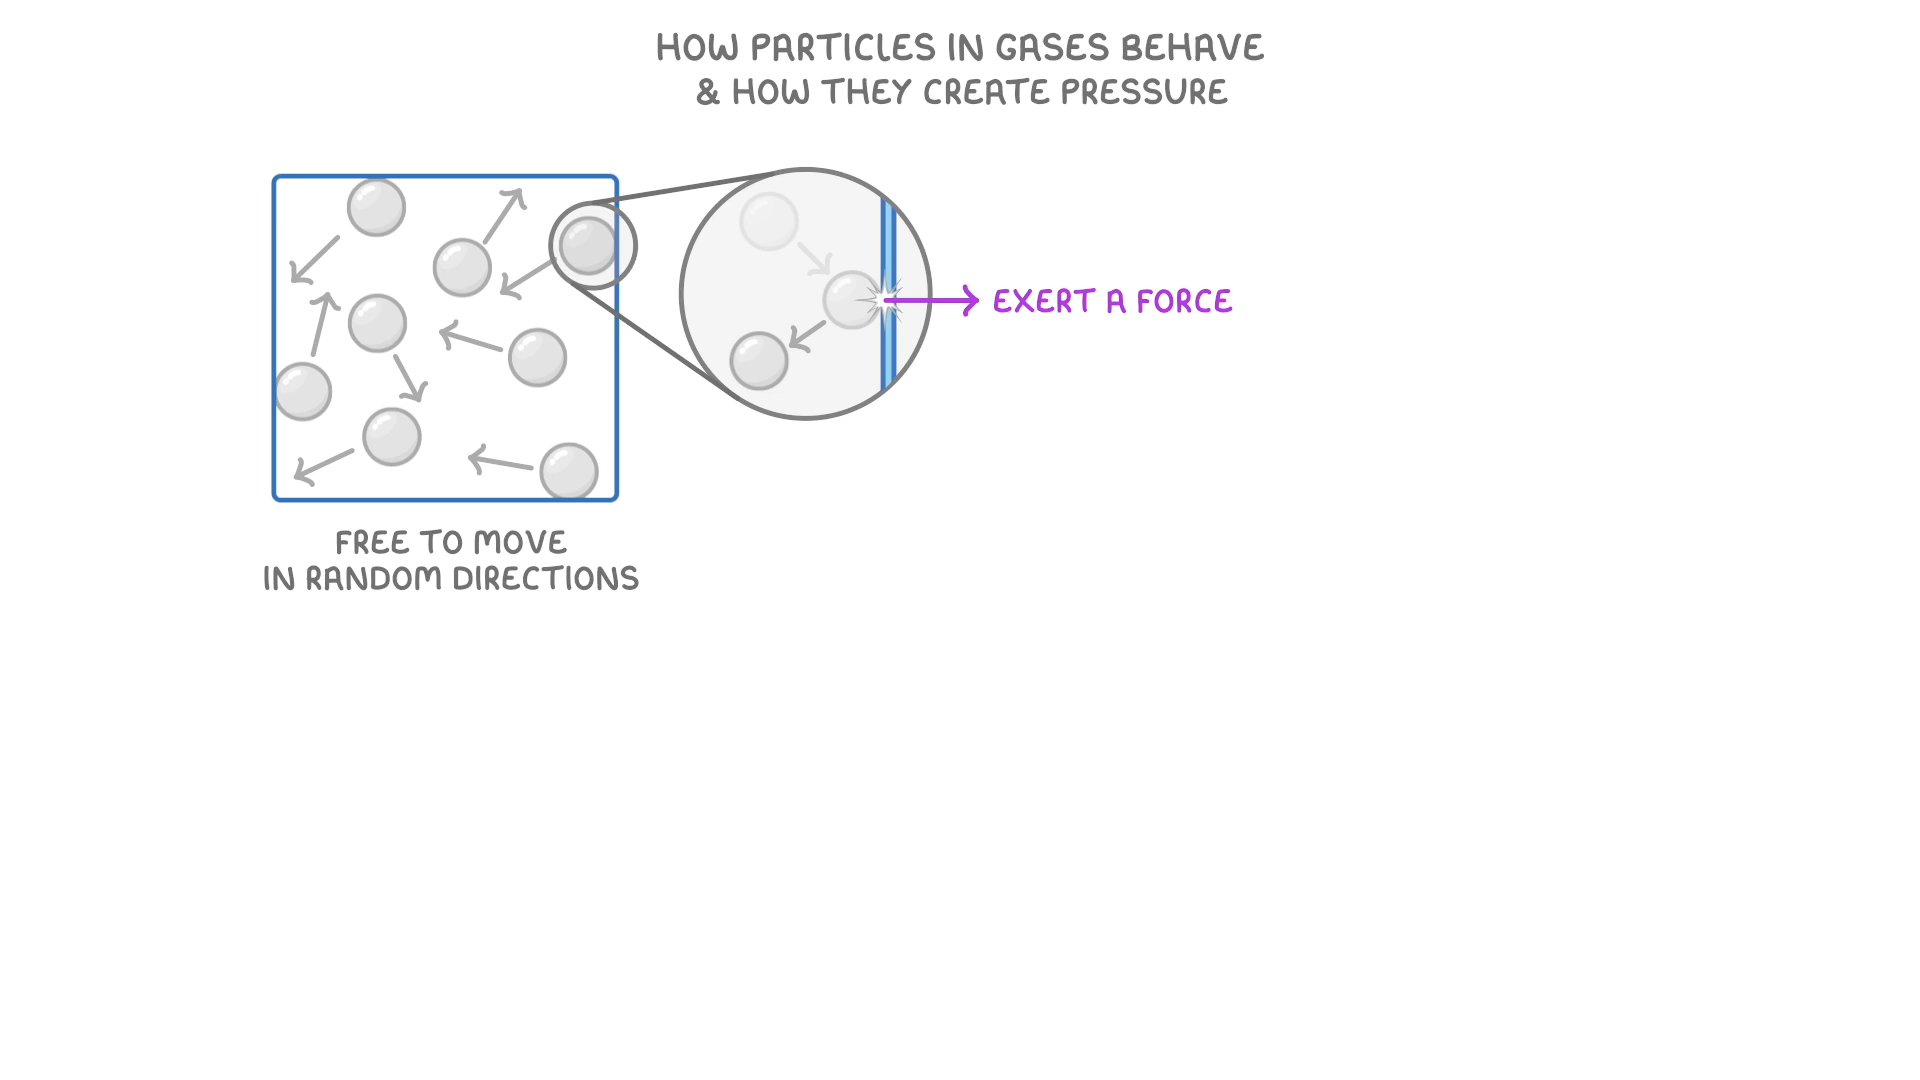 HOW PARTICLES IN GASES BEHAVE
& HOW THEY CREATE PRESSURE
EXERT A FORCE
FREE TO MOVE
IN RANDOM DIRECTIONS